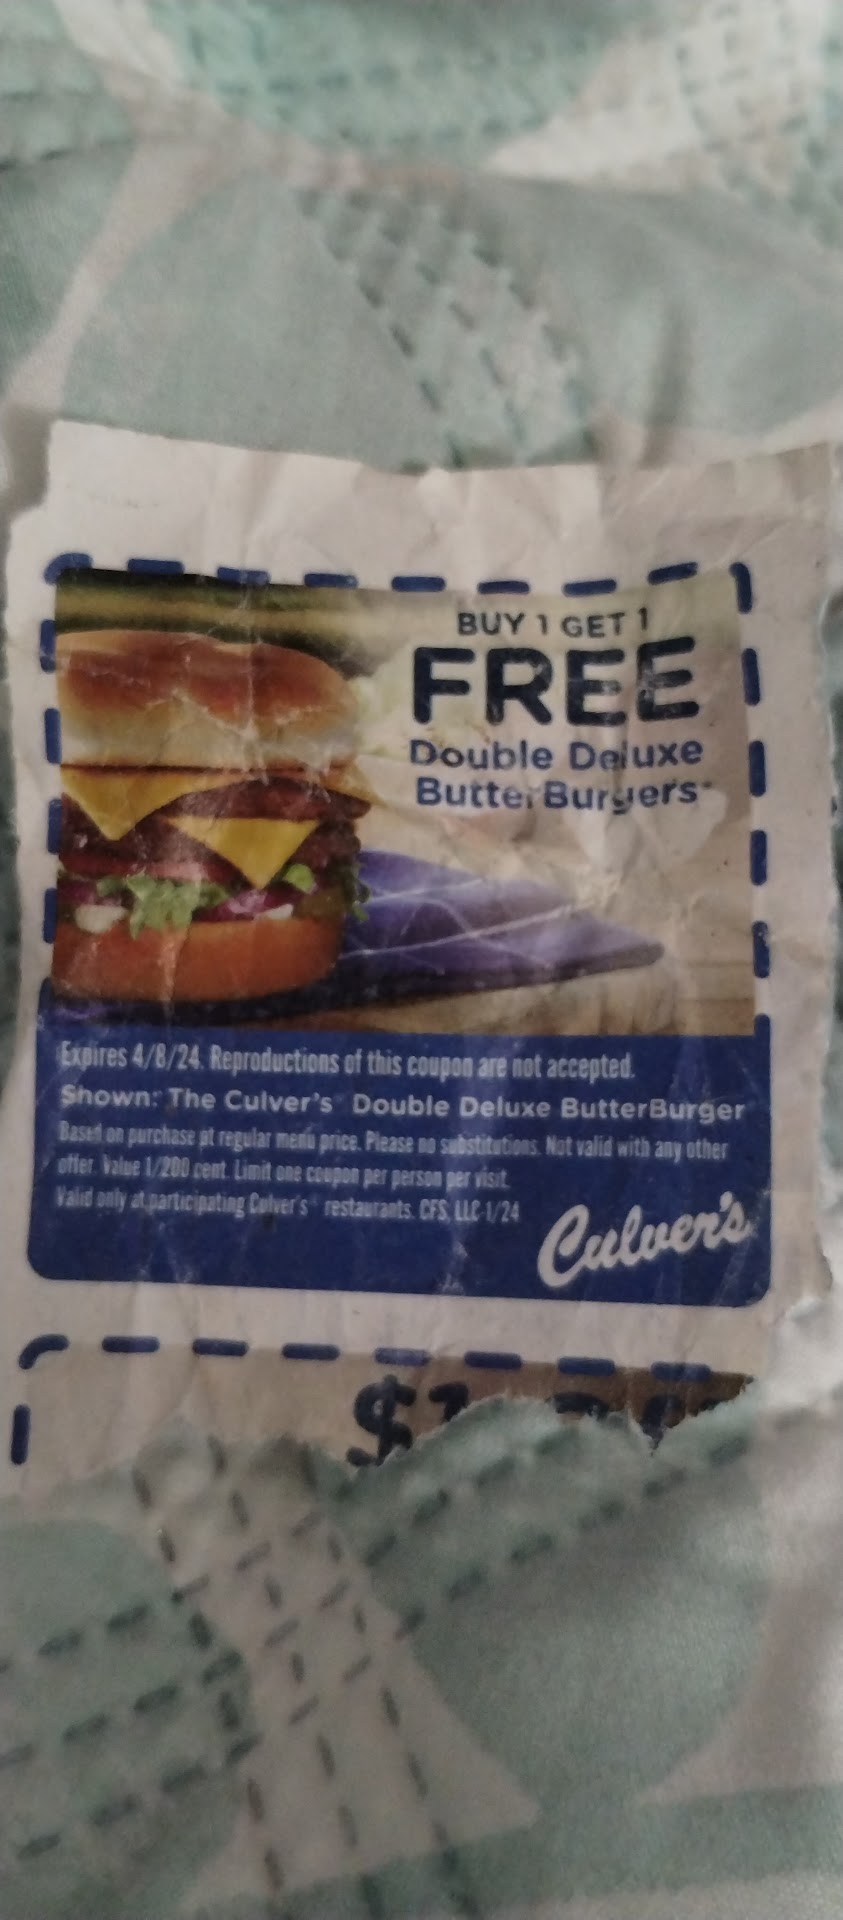 BUY 1 GET 1
FREE
Double Deluxe
ButterBurgers™
Expires 4/8/24. Reproductions of this coupon are not accepted.
Shown: The Culver's® Double Deluxe ButterBurger
Based on purchase at regular menu price. Please no substitutions. Not valid with any other
offer. Value 1/200 cent. Limit one coupon per person per visit.
Valid only at participating Culver's® restaurants. CFS, LLC 1/24
Culver's